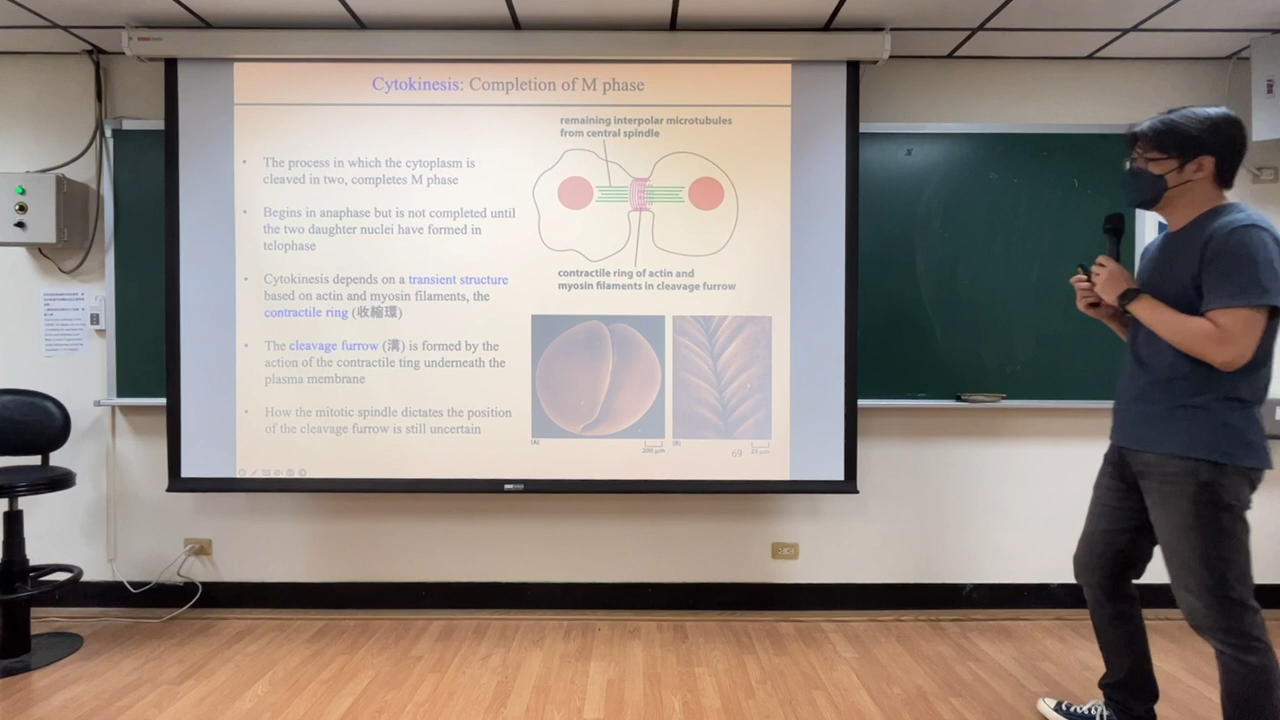 Cytokinesis: Completion of M phase
• The process in which the cytoplasm is
cleaved in two, completes M phase
• Begins in anaphase but is not completed until
the two daughter nuclei have formed in
telophase
• Cytokinesis depends on a transient structure
based on actin and myosin filaments, the
contractile ring (收縮環)
• The cleavage furrow (溝) is formed by the
action of the contractile ting underneath the
plasma membrane
• How the mitotic spindle dictates the position
of the cleavage furrow is still uncertain
remaining interpolar microtubules
from central spindle
contractile ring of actin and
myosin filaments in cleavage furrow
(A)
200 μm
(B)
25 μm
69